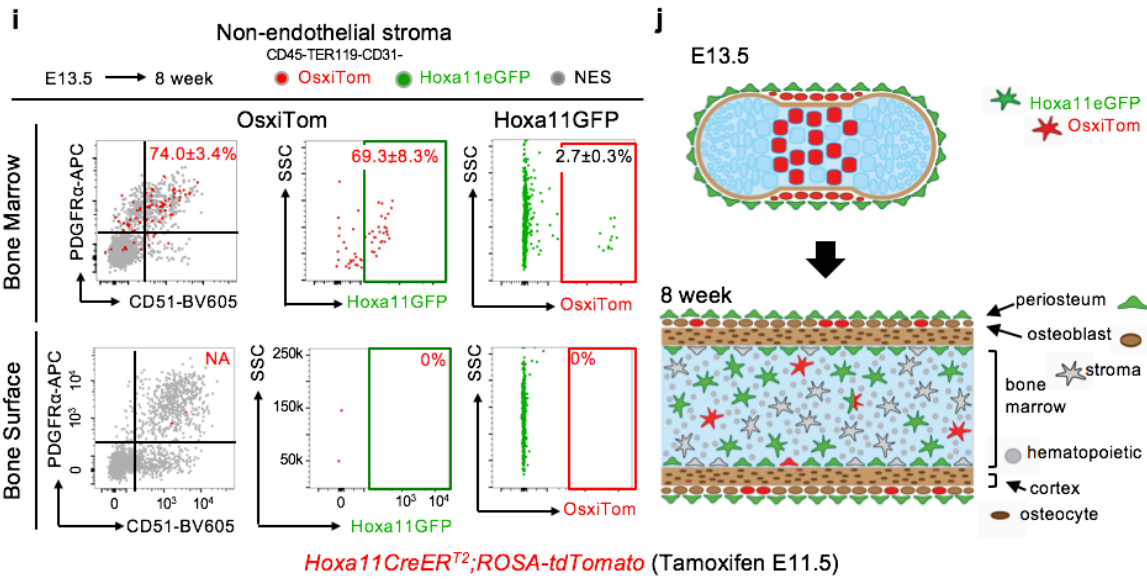 i
Non-endothelial stroma
CD45-TER119-CD31-
E13.5 8 week OsxiTom Hoxa11eGFP NES
OsxiTom Hoxa11GFP
Bone Marrow
PDGFRα-APC
74.0±3.4%
CD51-BV605
SSC
69.3±8.3%
Hoxa11GFP
SSC
2.7±0.3%
OsxiTom
Bone Surface
PDGFRα-APC
10⁴
10³
0
NA
0 10³ 10⁴
CD51-BV605
SSC
250K
150K
50K
0%
0 10³ 10⁴
Hoxa11GFP
SSC
0%
OsxiTom
j
E13.5
Hoxa11eGFP
OsxiTom
8 week
periosteum
osteoblast
stroma
bone
marrow
hematopoietic
cortex
osteocyte
Hoxa11CreERᵀ²;ROSA-tdTomato (Tamoxifen E11.5)